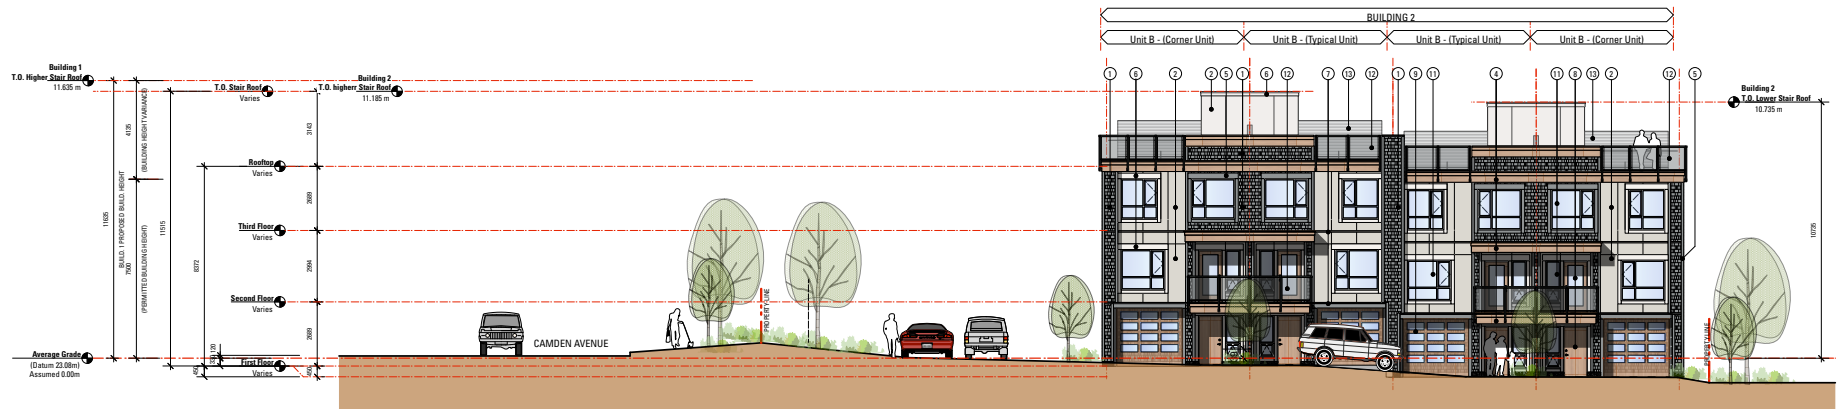 BUILDING 2
Unit B - (Corner Unit)
Unit B - (Typical Unit)
Unit B - (Typical Unit)
Unit B - (Corner Unit)
Building 1
T.O. Higher Stair Roof
11.635 m
T.O. Stair Roof
Varies
Building 2
T.O. higherr Stair Roof
11.185 m
Building 2
T.O. Lower Stair Roof
10.735 m
1
6
2
2
5
1
6
12
7
13
12
1
9
11
4
11
8
13
2
12
5
Rooftop
Varies
Third Floor
Varies
Second Floor
Varies
First Floor
Varies
Average Grade
(Datum 23.08m)
Assumed 0.00m
11635
BUILD. 1 PROPOSED BUILD. HEIGHT
4135
(BUILDING HEIGHT VARIANCE)
7500
(PERMITTED BUILDING HEIGHT)
11515
8372
3143
2689
2994
2689
450
450
10735
CAMDEN AVENUE
PROPERTY LINE
PROPERTY LINE